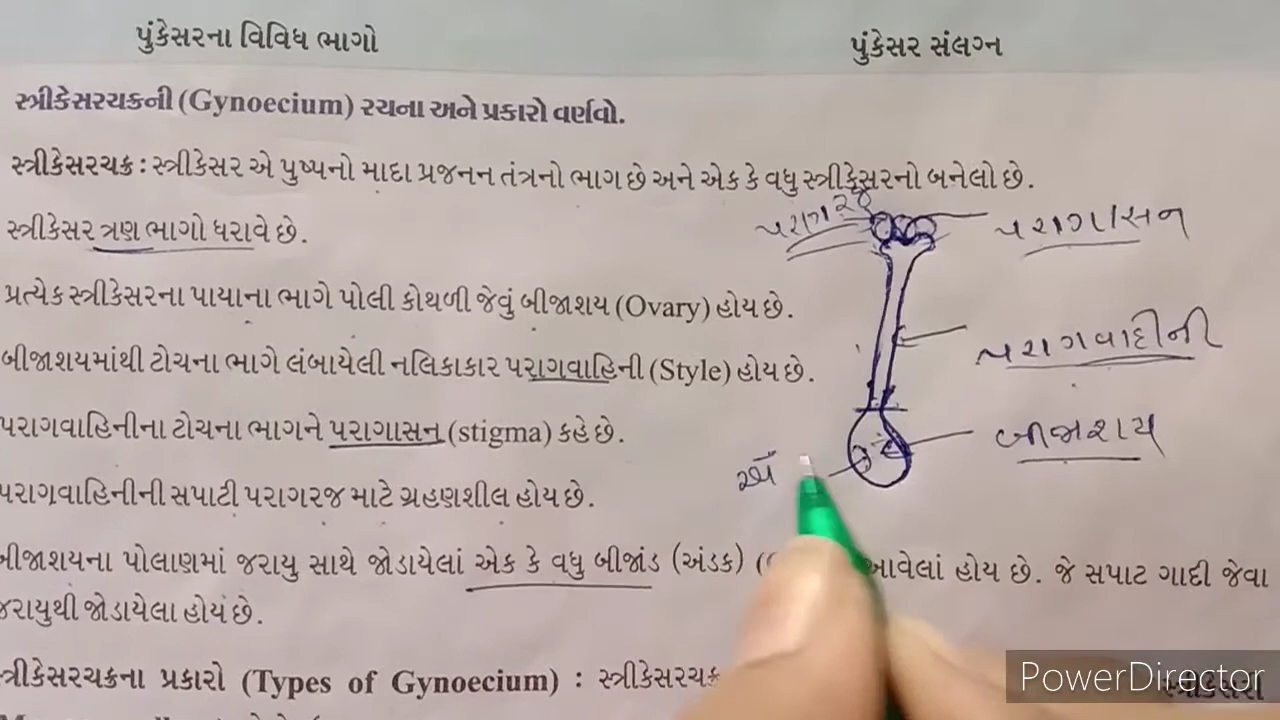 પુંકેસરના વિવિધ ભાગો
પુંકેસર સંલગ્ન
સ્ત્રીકેસરચક્રની (Gynoecium) રચના અને પ્રકારો વર્ણવો.
સ્ત્રીકેસરચક્ર : સ્ત્રીકેસર એ પુષ્પનો માદા પ્રજનન તંત્રનો ભાગ છે અને એક કે વધુ સ્ત્રીકેસરનો બનેલો છે.
સ્ત્રીકેસર ત્રણ ભાગો ધરાવે છે.
પરાગરજ
પરાગાસન
પ્રત્યેક સ્ત્રીકેસરના પાયાના ભાગે પોલી કોથળી જેવું બીજાશય (Ovary) હોય છે.
બીજાશયમાંથી ટોચના ભાગે લંબાયેલી નલિકાકાર પરાગવાહિની (Style) હોય છે.
પરાગવાહીની
પરાગવાહિનીના ટોચના ભાગને પરાગાસન (stigma) કહે છે.
બીજાશય
પરાગવાહિનીની સપાટી પરાગરજ માટે ગ્રહણશીલ હોય છે.
બીજાશયના પોલાણમાં જરાયુ સાથે જોડાયેલાં એક કે વધુ બીજાંડ (અંડક) આવેલાં હોય છે. જે સપાટ ગાદી જેવા
જરાયુથી જોડાયેલા હોય છે.
સ્ત્રીકેસરચક્રના પ્રકારો (Types of Gynoecium) : સ્ત્રીકેસરચક્ર
PowerDirector